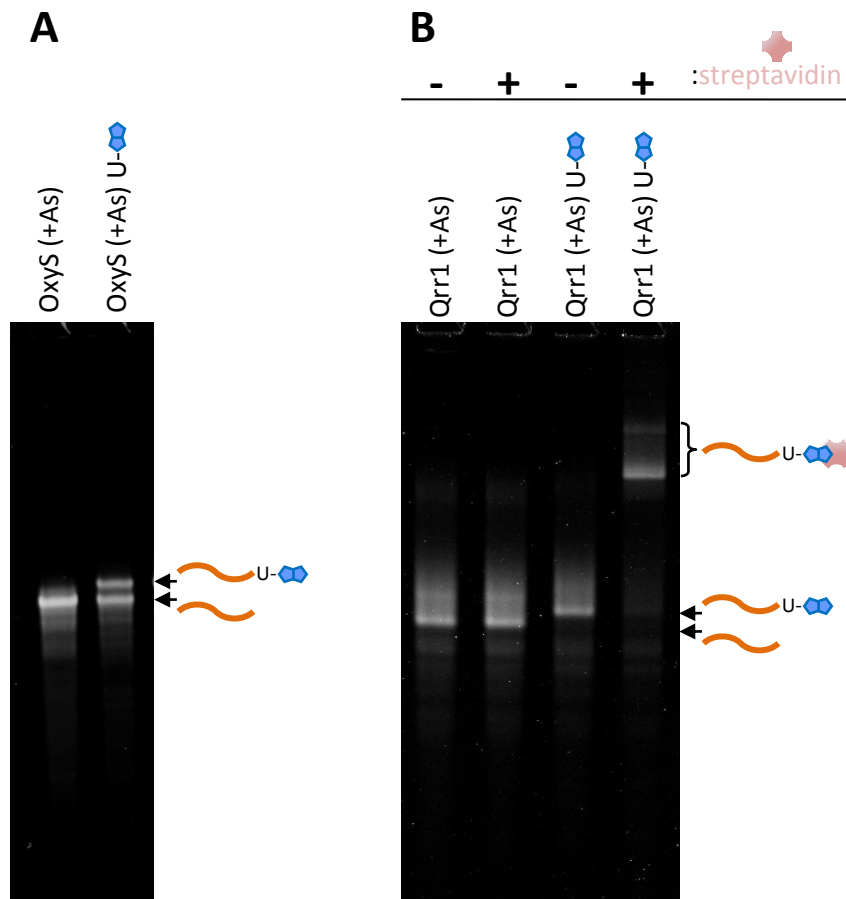 A
B
- + - + :streptavidin
OxyS (+As)
OxyS (+As) U-
Qrr1 (+As)
Qrr1 (+As)
Qrr1 (+As) U-
Qrr1 (+As) U-
U-
U-
U-